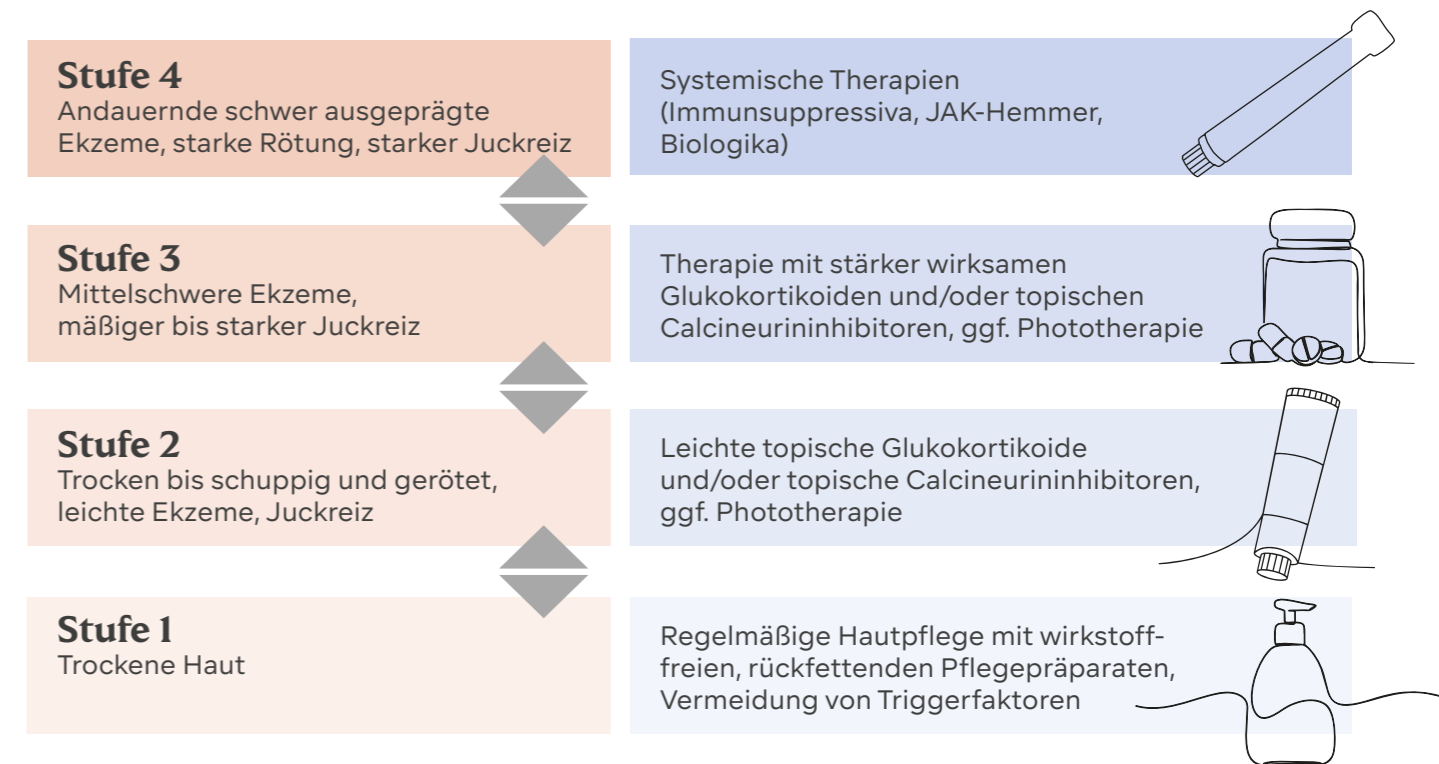 Stufe 4
Andauernde schwer ausgeprägte
Ekzeme, starke Rötung, starker Juckreiz
Systemische Therapien
(Immunsuppressiva, JAK-Hemmer,
Biologika)
Stufe 3
Mittelschwere Ekzeme,
mäßiger bis starker Juckreiz
Therapie mit stärker wirksamen
Glukokortikoiden und/oder topischen
Calcineurininhibitoren, ggf. Phototherapie
Stufe 2
Trocken bis schuppig und gerötet,
leichte Ekzeme, Juckreiz
Leichte topische Glukokortikoide
und/oder topische Calcineurininhibitoren,
ggf. Phototherapie
Stufe 1
Trockene Haut
Regelmäßige Hautpflege mit wirkstoff-
freien, rückfettenden Pflegepräparaten,
Vermeidung von Triggerfaktoren